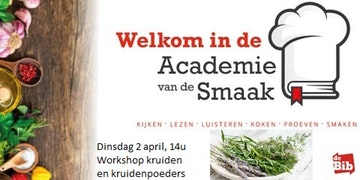 Welkom in de
Academie
van de Smaak
KIJKEN · LEZEN · LUISTEREN · KOKEN · PROEVEN · SMAKEN
Dinsdag 2 april, 14u
Workshop kruiden
en kruidenpoeders
de
Bib